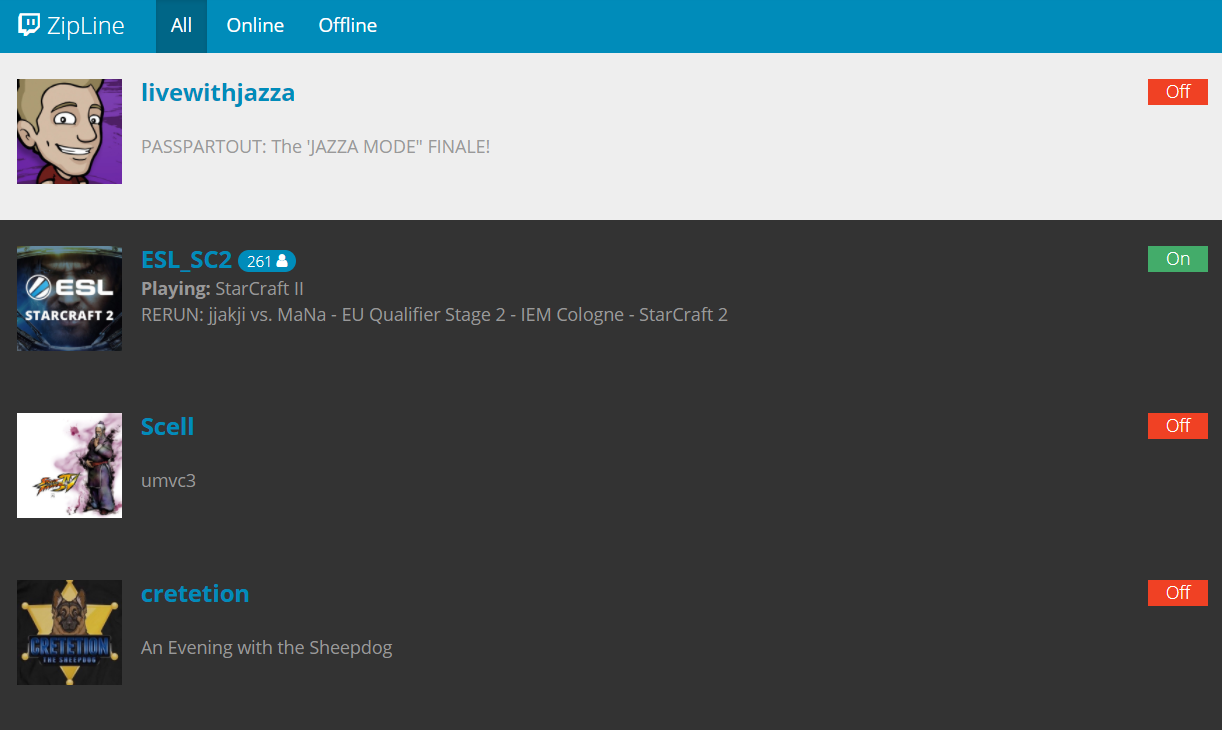 ZipLine All Online Offline
livewithjazza
Off
PASSPARTOUT: The 'JAZZA MODE" FINALE!
ESL_SC2 261
On
Playing: StarCraft II
RERUN: jjakji vs. MaNa - EU Qualifier Stage 2 - IEM Cologne - StarCraft 2
ESL
STARCRAFT 2
Scell
Off
umvc3
cretetion
Off
An Evening with the Sheepdog
CRETETION
THE SHEEPDOG